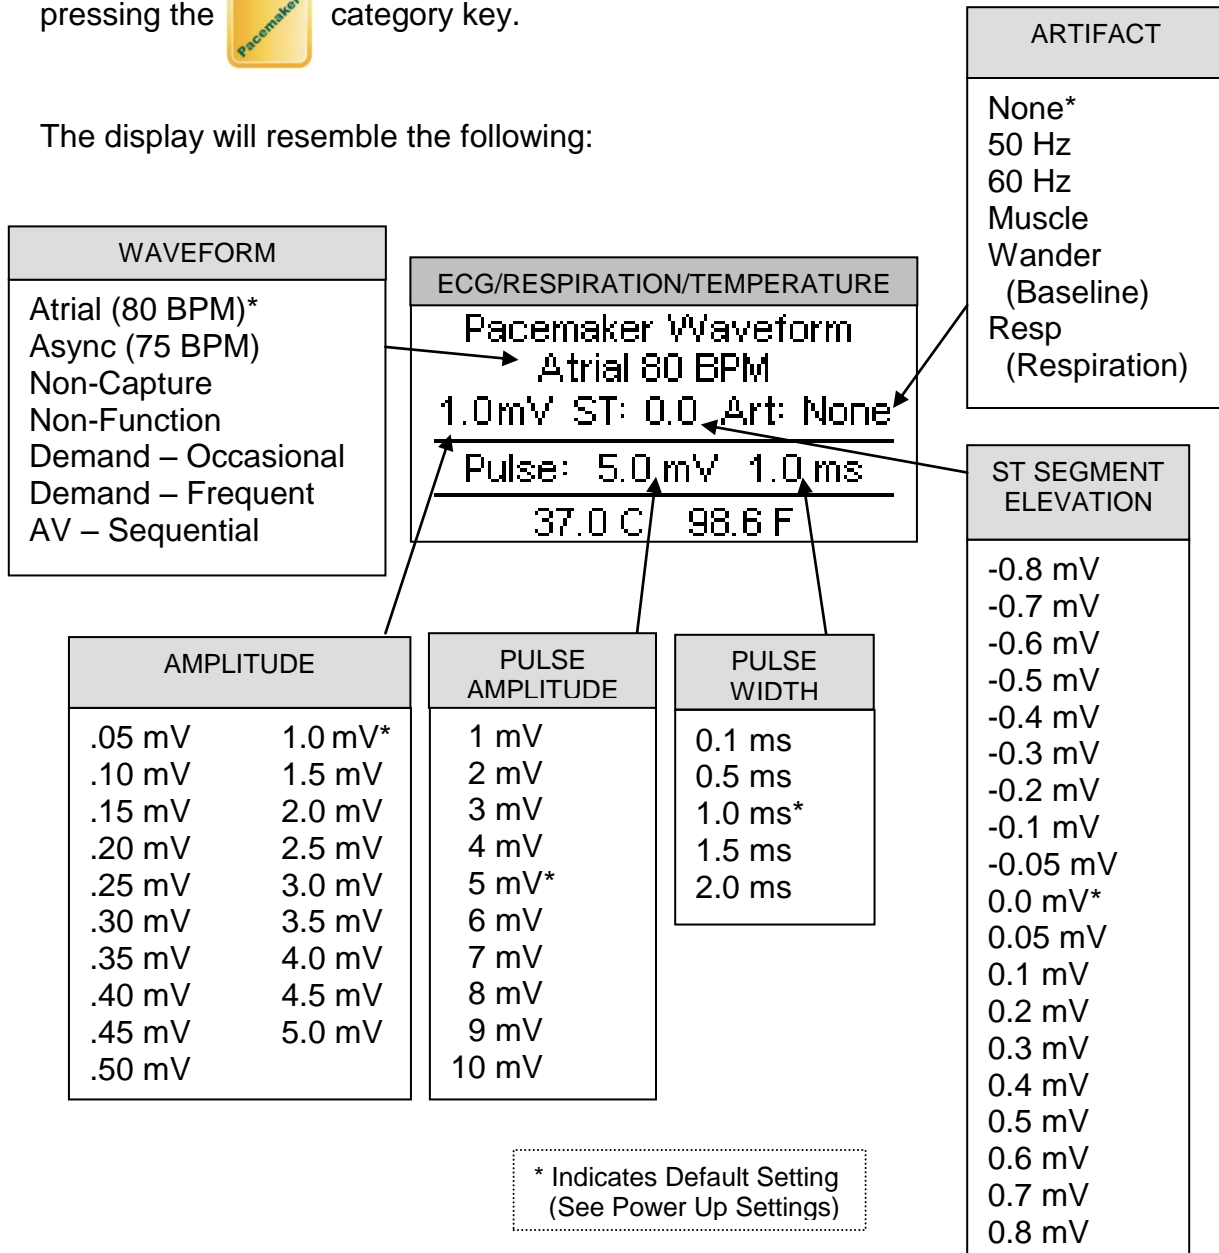 pressing the Pacemaker category key.
The display will resemble the following:
WAVEFORM
Atrial (80 BPM)*
Async (75 BPM)
Non-Capture
Non-Function
Demand – Occasional
Demand – Frequent
AV – Sequential
ECG/RESPIRATION/TEMPERATURE
Pacemaker Waveform
Atrial 80 BPM
1.0mV ST: 0.0 Art: None
Pulse: 5.0 mV 1.0 ms
37.0 C 98.6 F
ARTIFACT
None*
50 Hz
60 Hz
Muscle
Wander
(Baseline)
Resp
(Respiration)
ST SEGMENT
ELEVATION
-0.8 mV
-0.7 mV
-0.6 mV
-0.5 mV
-0.4 mV
-0.3 mV
-0.2 mV
-0.1 mV
-0.05 mV
0.0 mV*
0.05 mV
0.1 mV
0.2 mV
0.3 mV
0.4 mV
0.5 mV
0.6 mV
0.7 mV
0.8 mV
AMPLITUDE
.05 mV 1.0 mV*
.10 mV 1.5 mV
.15 mV 2.0 mV
.20 mV 2.5 mV
.25 mV 3.0 mV
.30 mV 3.5 mV
.35 mV 4.0 mV
.40 mV 4.5 mV
.45 mV 5.0 mV
.50 mV
PULSE
AMPLITUDE
1 mV
2 mV
3 mV
4 mV
5 mV*
6 mV
7 mV
8 mV
9 mV
10 mV
PULSE
WIDTH
0.1 ms
0.5 ms
1.0 ms*
1.5 ms
2.0 ms
* Indicates Default Setting
(See Power Up Settings)